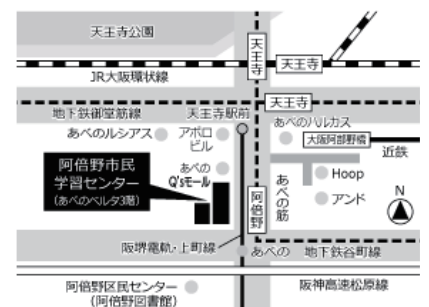 天王寺公園
天王寺
天王寺
JR大阪環状線
天王寺
地下鉄御堂筋線
天王寺駅前
あべのハルカス
あべのルシアス
アポロ
ビル
大阪阿部野橋
近鉄
阿倍野市民
学習センター
(あべのベルタ3階)
あべの
Q'sモール
Hoop
アンド
あべの筋
阿倍野
N
阪堺電軌・上町線
あべの
地下鉄谷町線
阿倍野区民センター
(阿倍野図書館)
阪神高速松原線